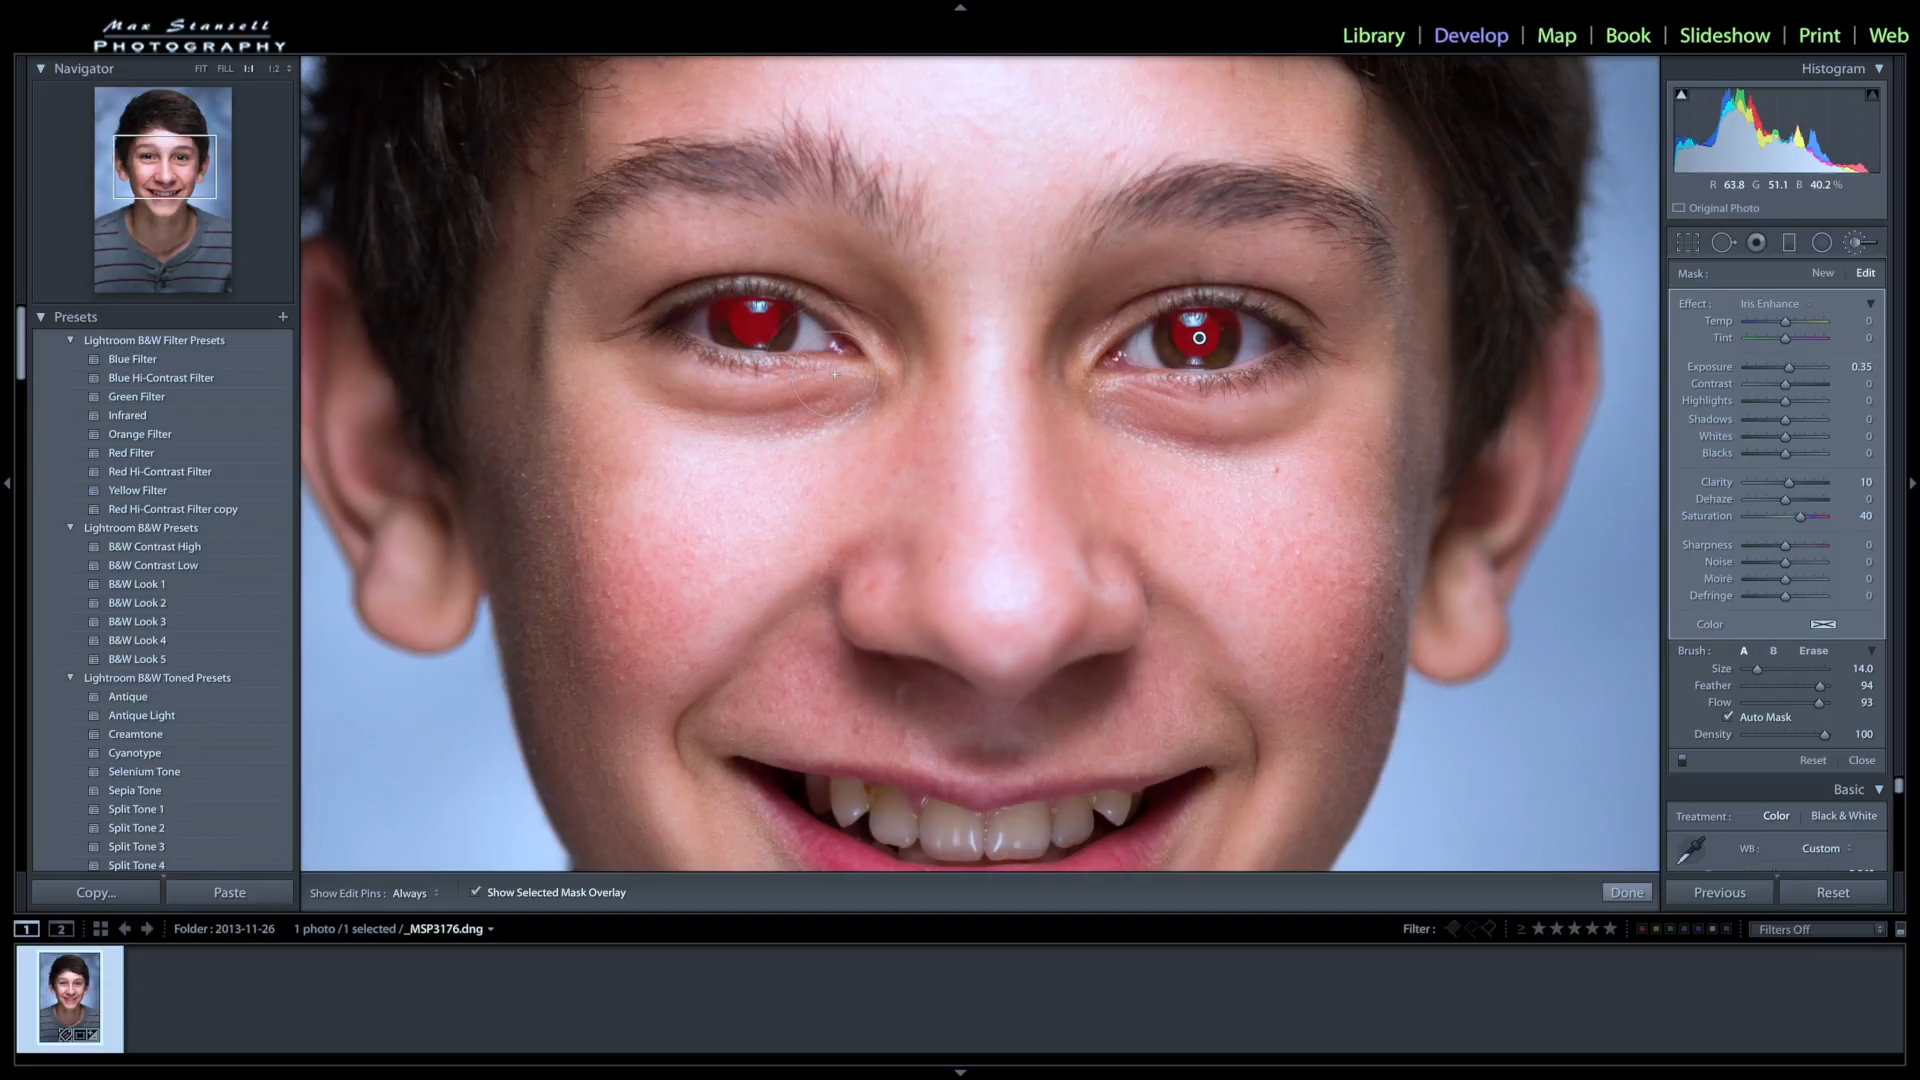 Max Stansell
PHOTOGRAPHY
Library | Develop | Map | Book | Slideshow | Print | Web
Navigator FIT FILL 1:1 1:2
Presets +
Lightroom B&W Filter Presets
Blue Filter
Blue Hi-Contrast Filter
Green Filter
Infrared
Orange Filter
Red Filter
Red Hi-Contrast Filter
Yellow Filter
Red Hi-Contrast Filter copy
Lightroom B&W Presets
B&W Contrast High
B&W Contrast Low
B&W Look 1
B&W Look 2
B&W Look 3
B&W Look 4
B&W Look 5
Lightroom B&W Toned Presets
Antique
Antique Light
Creamtone
Cyanotype
Selenium Tone
Sepia Tone
Split Tone 1
Split Tone 2
Split Tone 3
Split Tone 4
Copy... Paste
Show Edit Pins : Always Show Selected Mask Overlay Done
Histogram
R 63.8 G 51.1 B 40.2 %
Original Photo
Mask : New Edit
Effect : Iris Enhance
Temp 0
Tint 0
Exposure 0.35
Contrast 0
Highlights 0
Shadows 0
Whites 0
Blacks 0
Clarity 10
Dehaze 0
Saturation 40
Sharpness 0
Noise 0
Moiré 0
Defringe 0
Color
Brush : A B Erase
Size 14.0
Feather 94
Flow 93
Auto Mask
Density 100
Reset Close
Basic
Treatment : Color Black & White
WB : Custom
Previous Reset
1 2 Folder : 2013-11-26 1 photo / 1 selected / _MSP3176.dng Filter : ≥ Filters Off